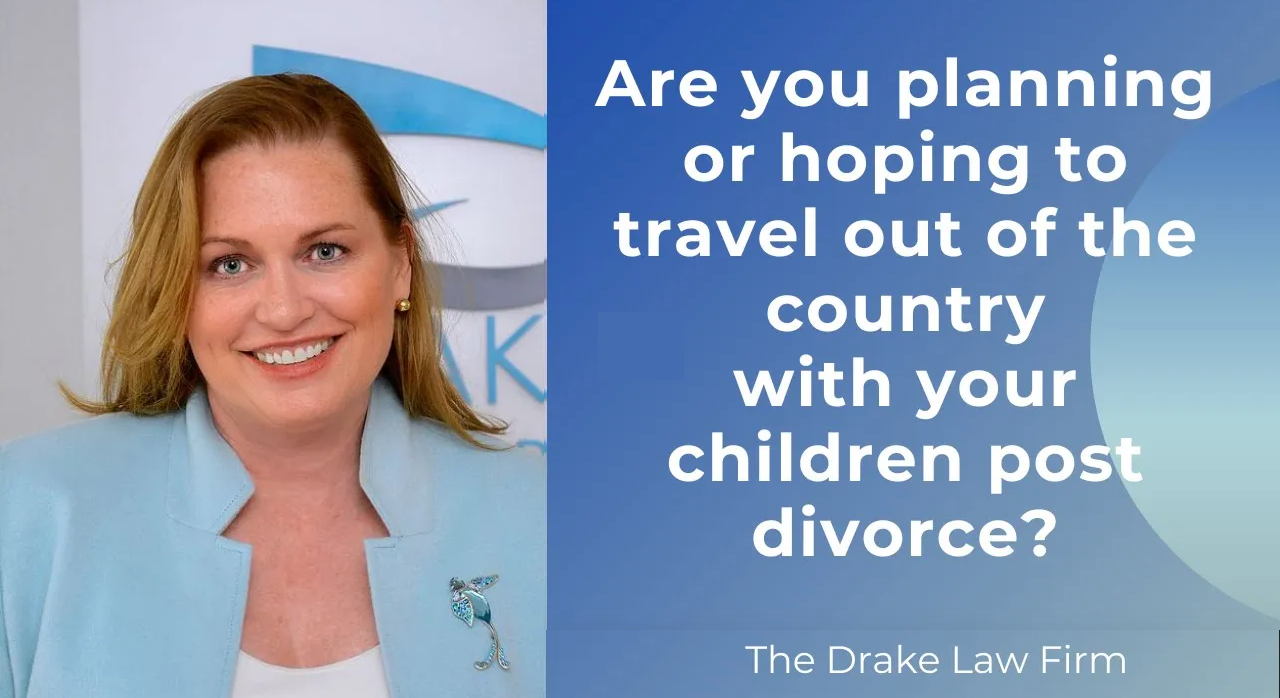 Are you planning
or hoping to
travel out of the
country
with your
children post
divorce?
The Drake Law Firm
AK